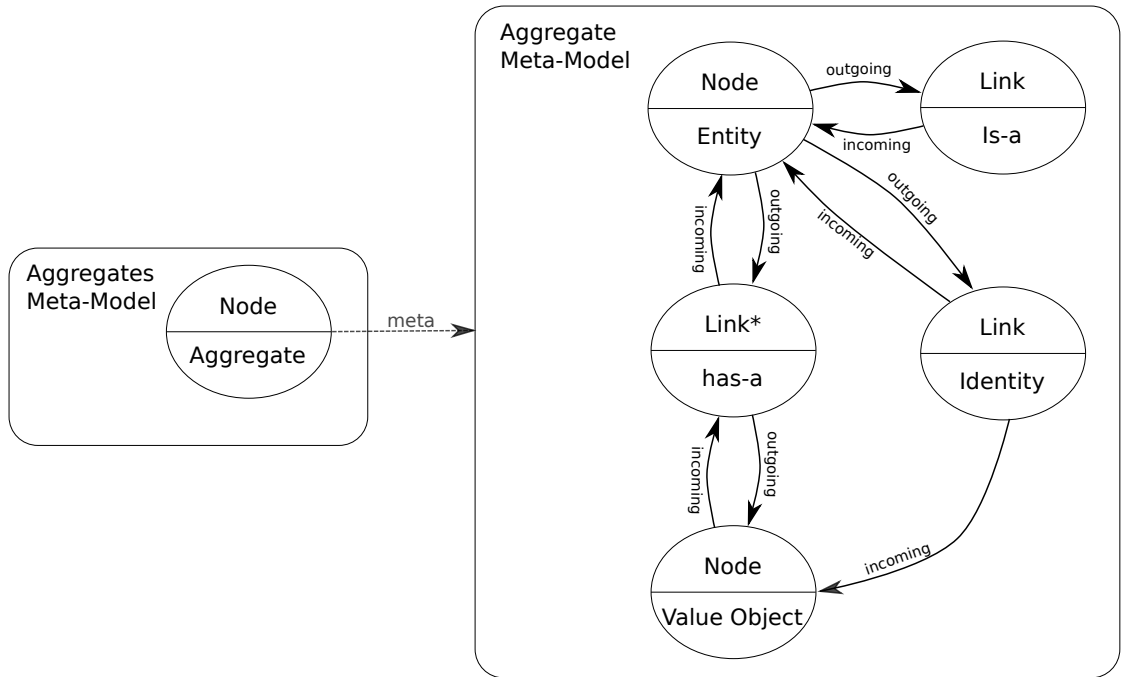 Aggregate
Meta-Model
Node
Entity
outgoing
incoming
Link
Is-a
outgoing
incoming
incoming
outgoing
Aggregates
Meta-Model
Node
Aggregate
meta
Link*
has-a
Link
Identity
incoming
outgoing
incoming
Node
Value Object